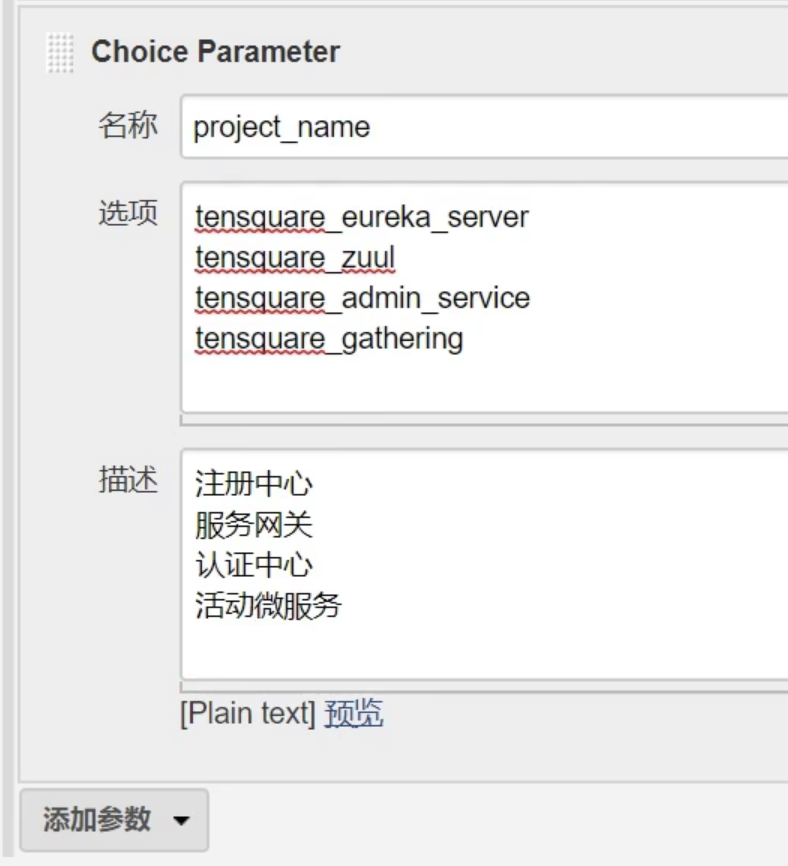 Choice Parameter
名称
project_name
选项
tensquare_eureka_server
tensquare_zuul
tensquare_admin_service
tensquare_gathering
描述
注册中心
服务网关
认证中心
活动微服务
[Plain text] 预览
添加参数